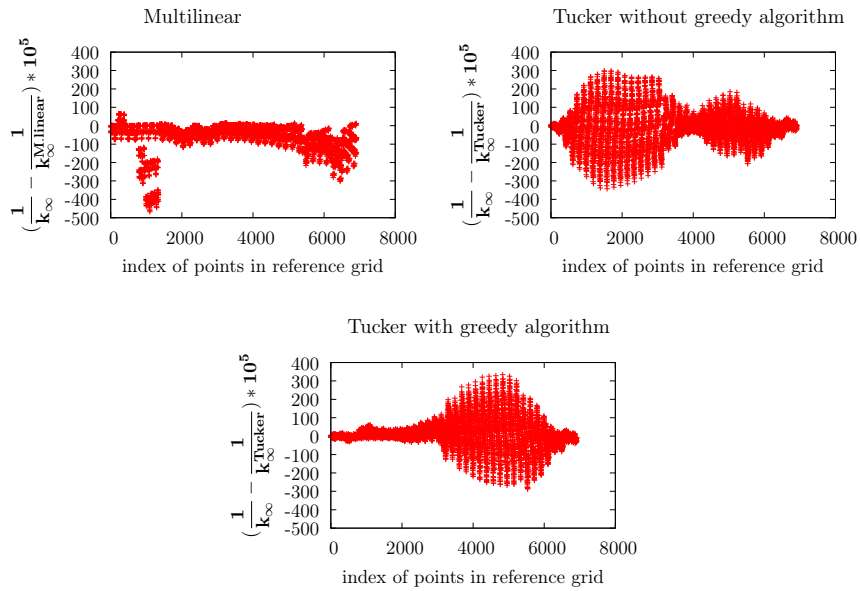 Multilinear
(1/k∞ − 1/k∞^M.linear) * 10^5
400
300
200
100
0
-100
-200
-300
-400
-500
0 2000 4000 6000 8000
index of points in reference grid
Tucker without greedy algorithm
(1/k∞ − 1/k∞^Tucker) * 10^5
400
300
200
100
0
-100
-200
-300
-400
-500
0 2000 4000 6000 8000
index of points in reference grid
Tucker with greedy algorithm
(1/k∞ − 1/k∞^Tucker) * 10^5
400
300
200
100
0
-100
-200
-300
-400
-500
0 2000 4000 6000 8000
index of points in reference grid